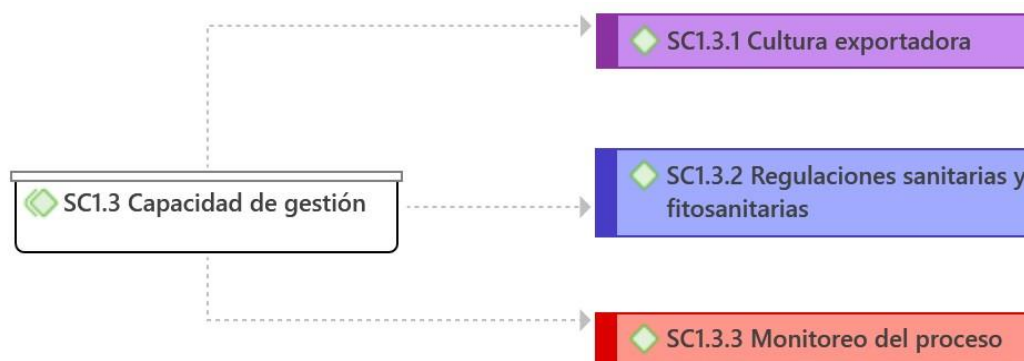 SC1.3.1 Cultura exportadora
SC1.3 Capacidad de gestión
SC1.3.2 Regulaciones sanitarias y
fitosanitarias
SC1.3.3 Monitoreo del proceso